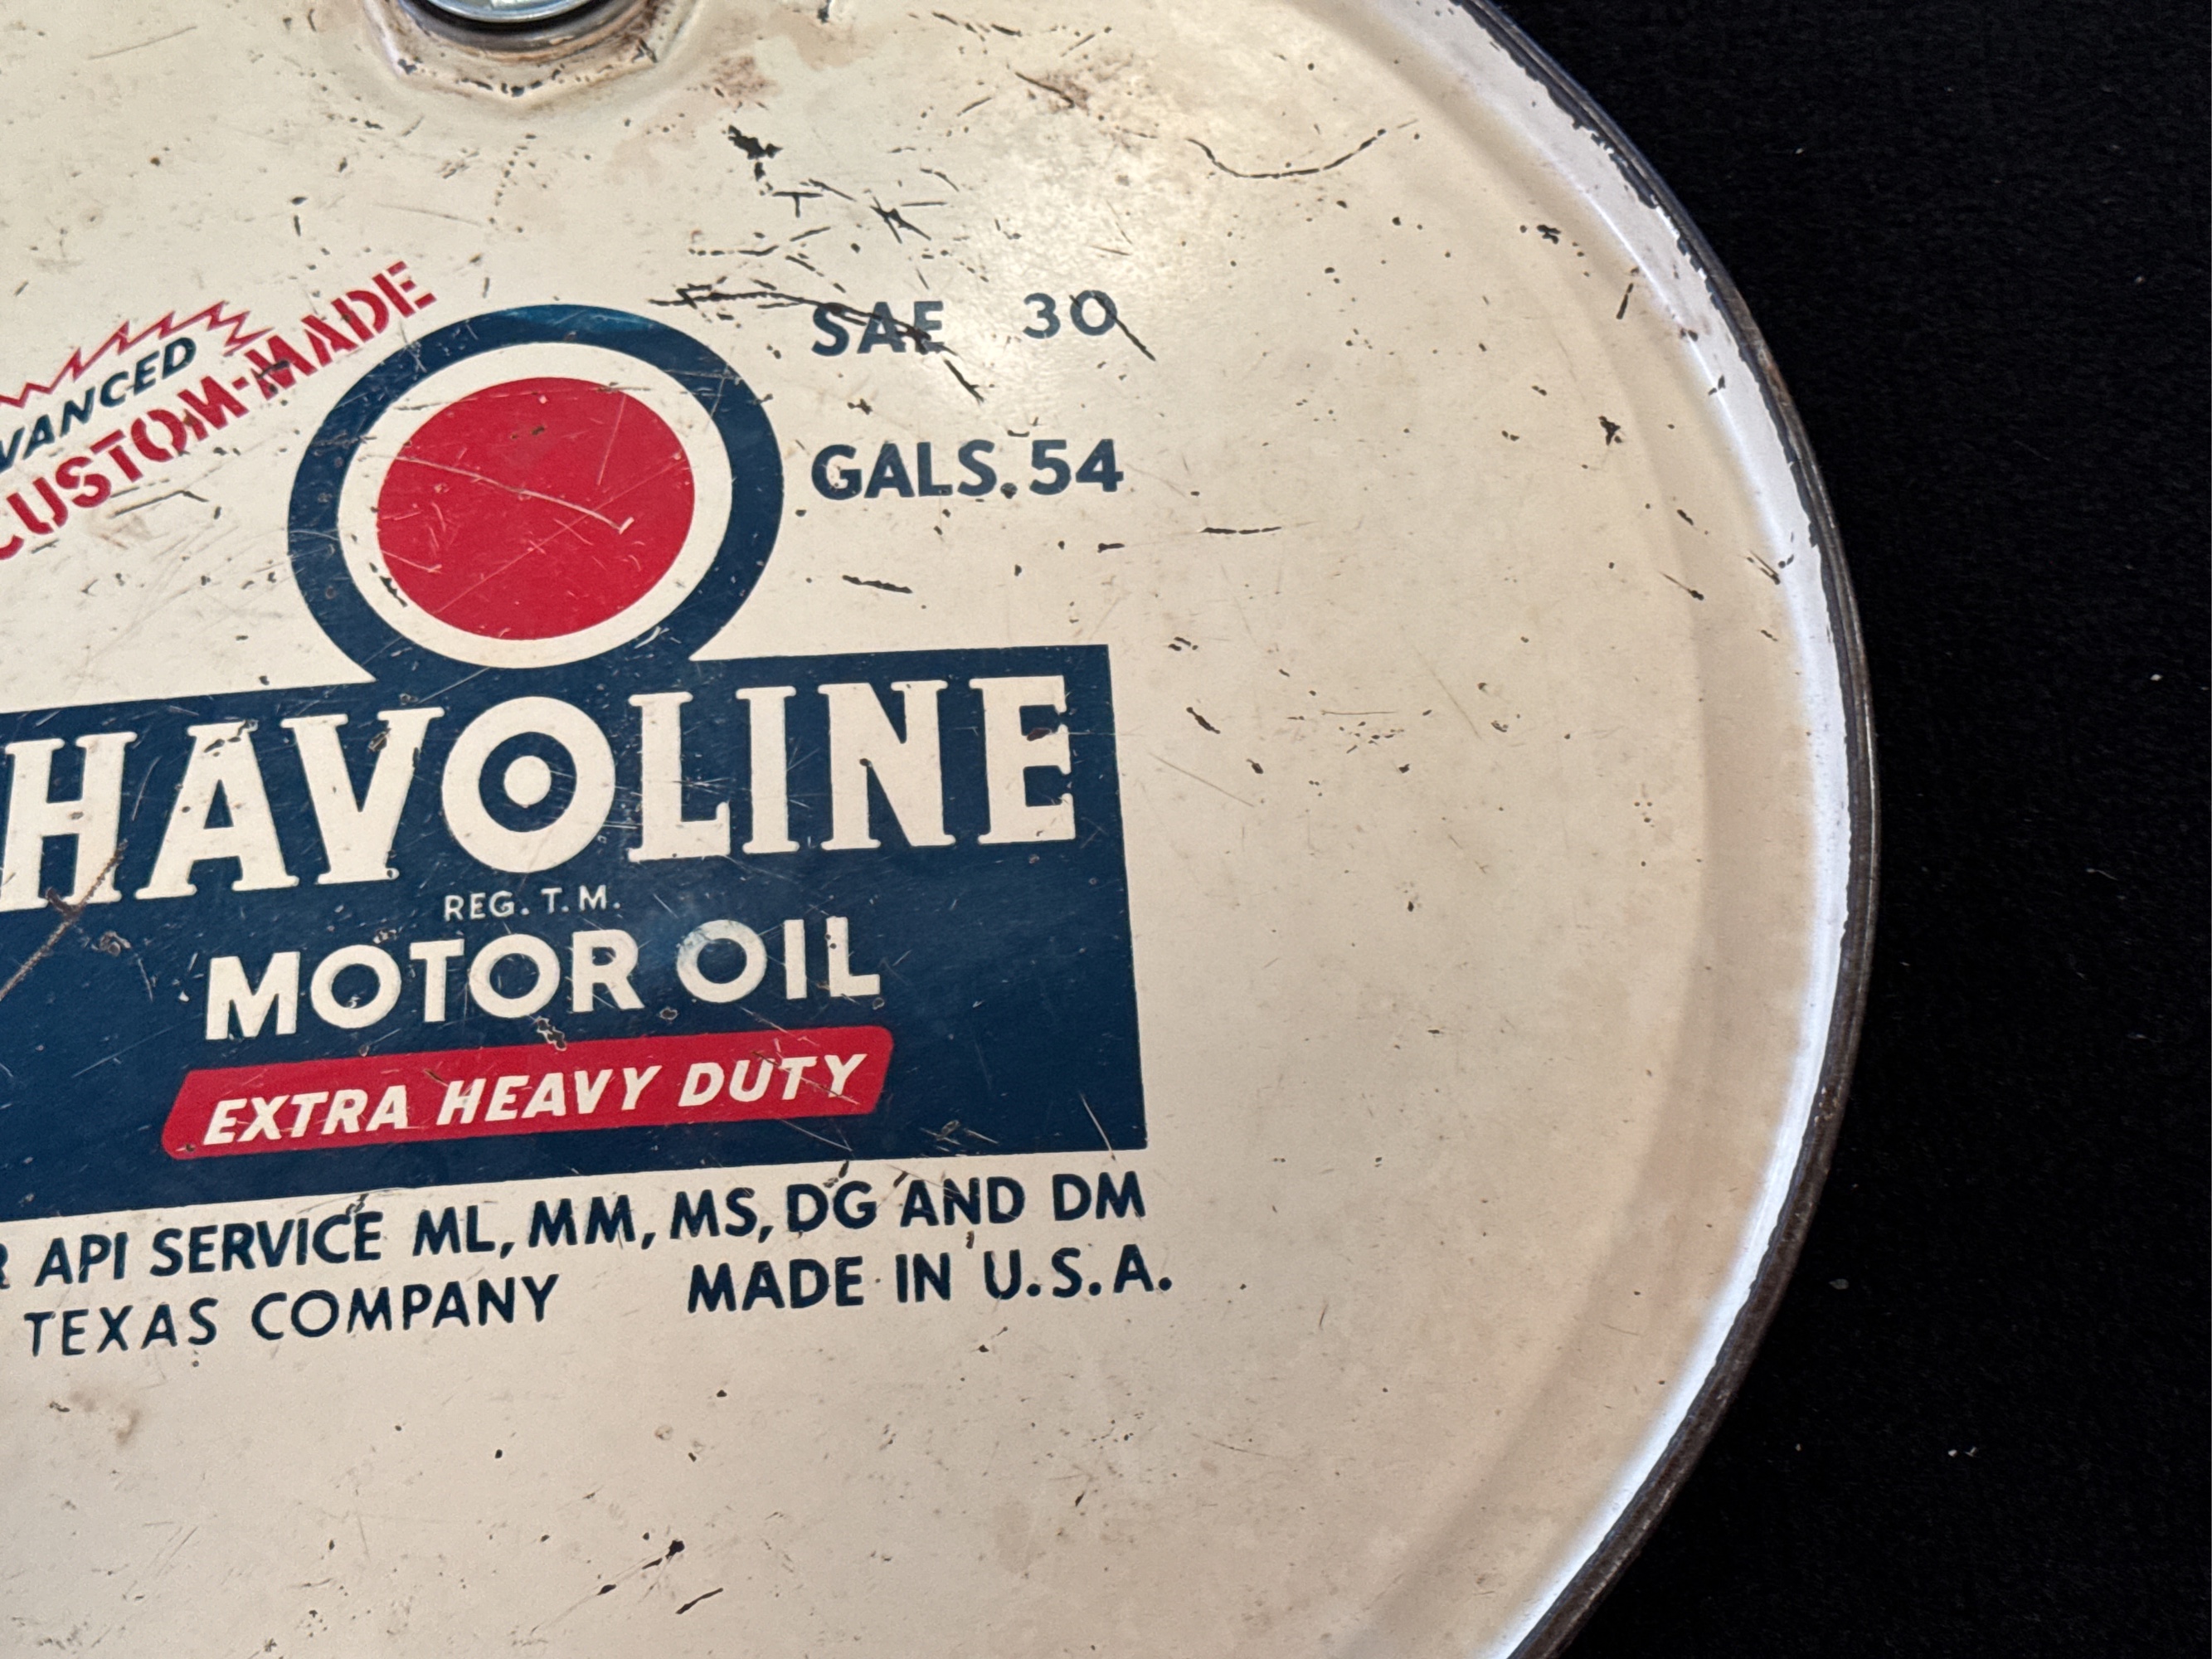 VANCED
CUSTOM-MADE
SAE 30
GALS. 54
HAVOLINE
REG. T.M.
MOTOR OIL
EXTRA HEAVY DUTY
R API SERVICE ML, MM, MS, DG AND DM
TEXAS COMPANY MADE IN U.S.A.